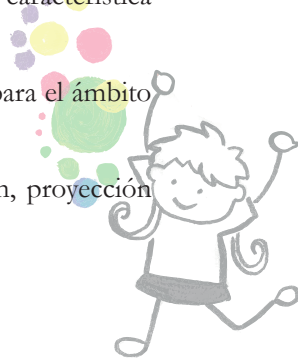 característica
para el ámbito
n, proyección